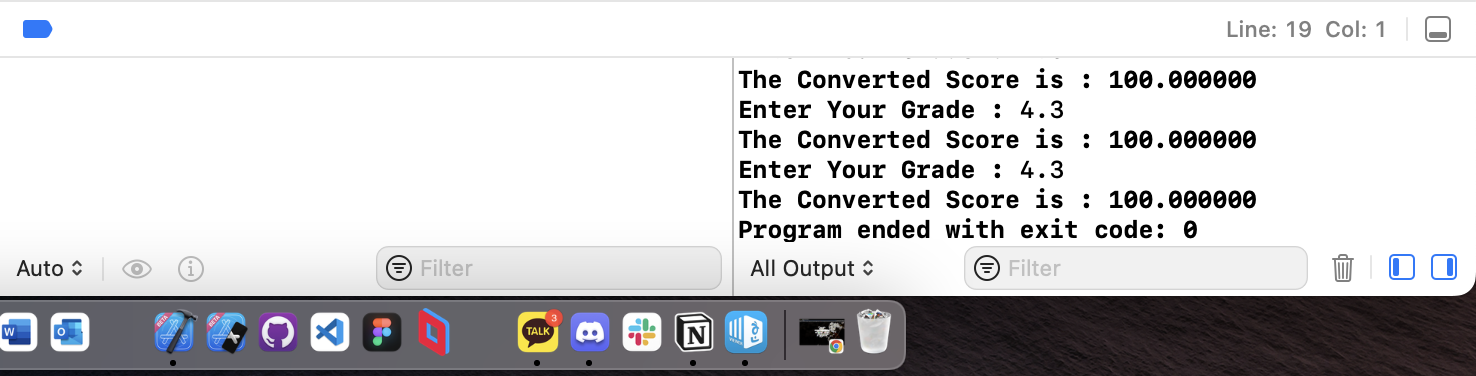 Line: 19 Col: 1
The Converted Score is : 100.000000
Enter Your Grade : 4.3
The Converted Score is : 100.000000
Enter Your Grade : 4.3
The Converted Score is : 100.000000
Program ended with exit code: 0
Auto
Filter
All Output
Filter
W
O
BETA
BETA
TALK
3
N